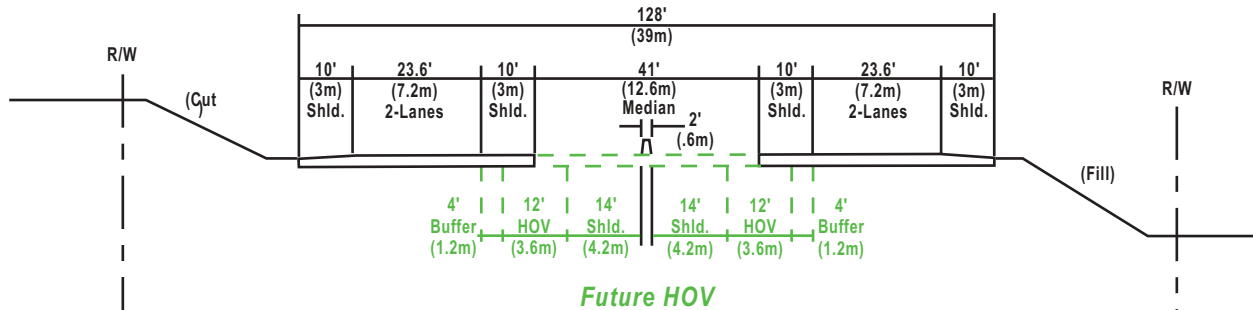 128'
(39m)
R/W
10' 23.6' 10' 41' 10' 23.6' 10'
(3m) (7.2m) (3m) (12.6m) (3m) (7.2m) (3m)
Shld. 2-Lanes Shld. Median Shld. 2-Lanes Shld.
R/W
(Cut)
2'
(.6m)
(Fill)
4' 12' 14' 14' 12' 4'
Buffer HOV Shld. Shld. HOV Buffer
(1.2m) (3.6m) (4.2m) (4.2m) (3.6m) (1.2m)
Future HOV